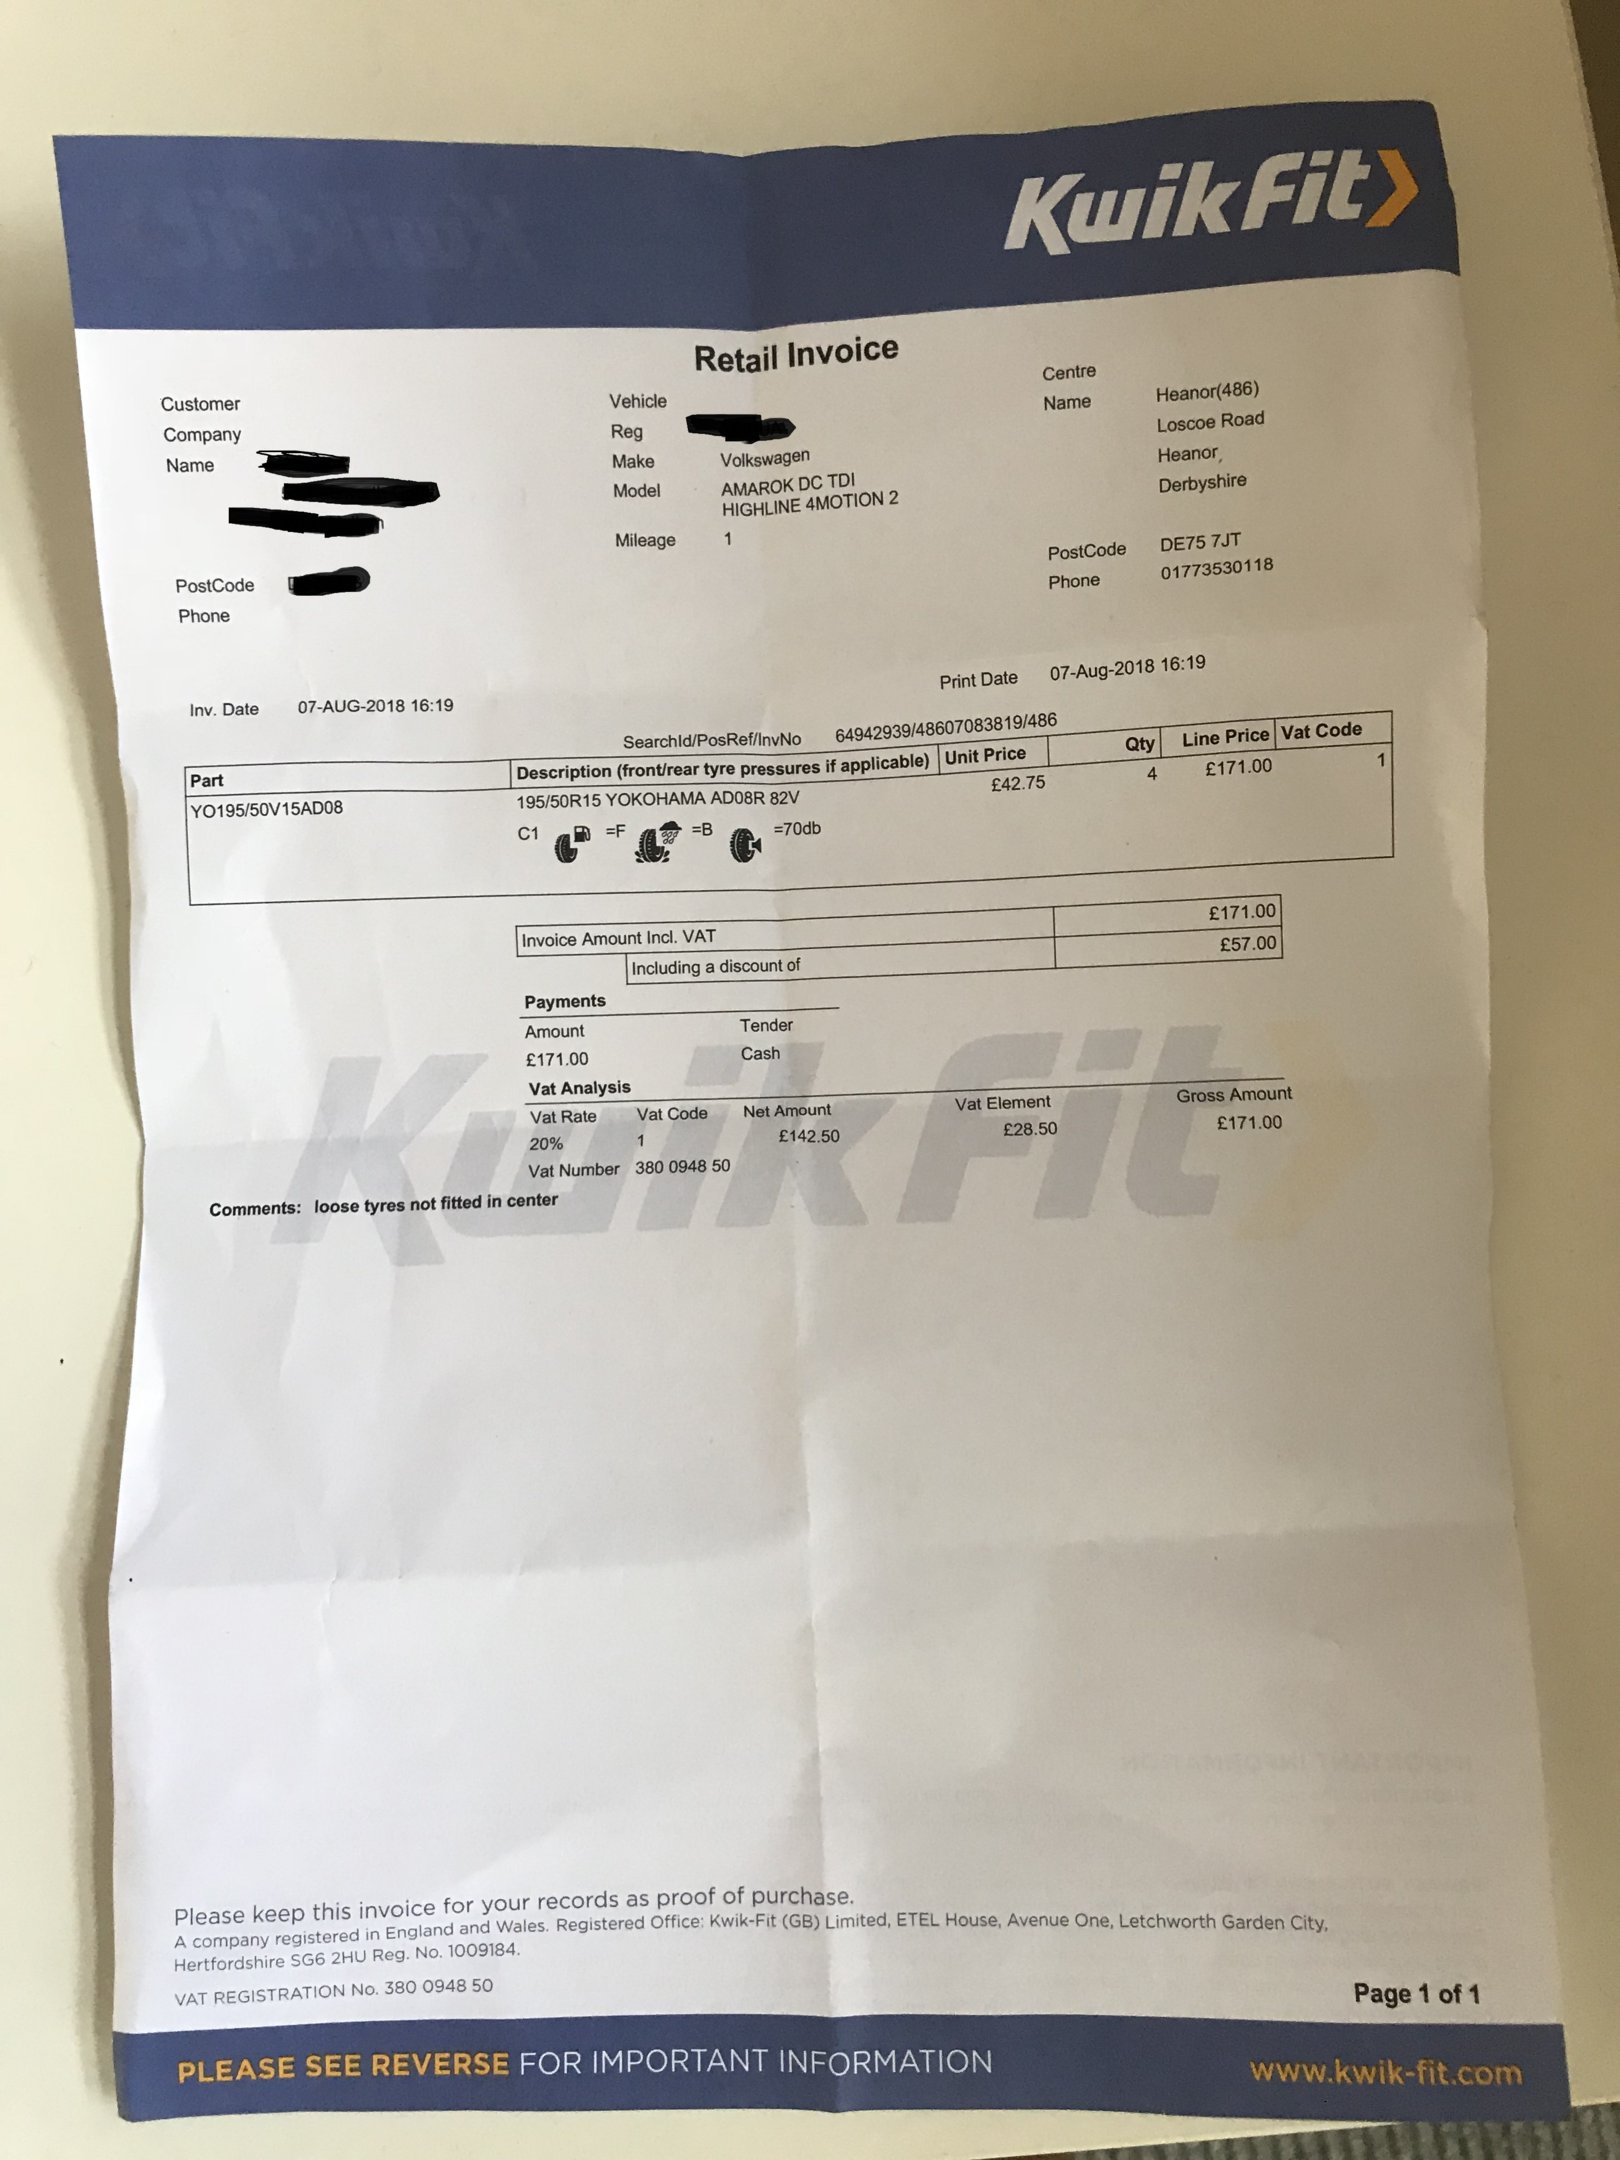 KwikFit
Retail Invoice
Customer
Company
Name
PostCode
Phone
Vehicle
Reg
Make Volkswagen
Model AMAROK DC TDI
HIGHLINE 4MOTION 2
Mileage 1
Centre
Name Heanor(486)
Loscoe Road
Heanor,
Derbyshire
PostCode DE75 7JT
Phone 01773530118
Inv. Date 07-AUG-2018 16:19
Print Date 07-Aug-2018 16:19
SearchId/PosRef/InvNo 64942939/48607083819/486
Part Description (front/rear tyre pressures if applicable) Unit Price Qty Line Price Vat Code
YO195/50V15AD08 195/50R15 YOKOHAMA AD08R 82V £42.75 4 £171.00 1
C1 =F =B =70db
Invoice Amount Incl. VAT £171.00
Including a discount of £57.00
Payments
Amount Tender
£171.00 Cash
Vat Analysis
Vat Rate Vat Code Net Amount Vat Element Gross Amount
20% 1 £142.50 £28.50 £171.00
Vat Number 380 0948 50
Comments: loose tyres not fitted in center
KwikFit
Please keep this invoice for your records as proof of purchase.
A company registered in England and Wales. Registered Office: Kwik-Fit (GB) Limited, ETEL House, Avenue One, Letchworth Garden City,
Hertfordshire SG6 2HU Reg. No. 1009184.
VAT REGISTRATION No. 380 0948 50
Page 1 of 1
PLEASE SEE REVERSE FOR IMPORTANT INFORMATION
www.kwik-fit.com